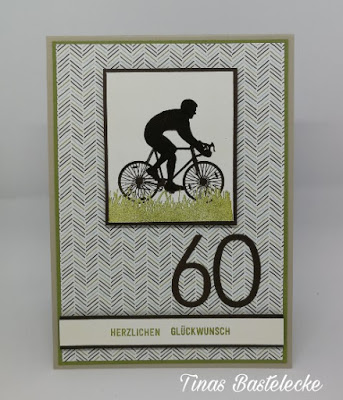 60
HERZLICHEN GLÜCKWUNSCH
Tinas Bastelecke